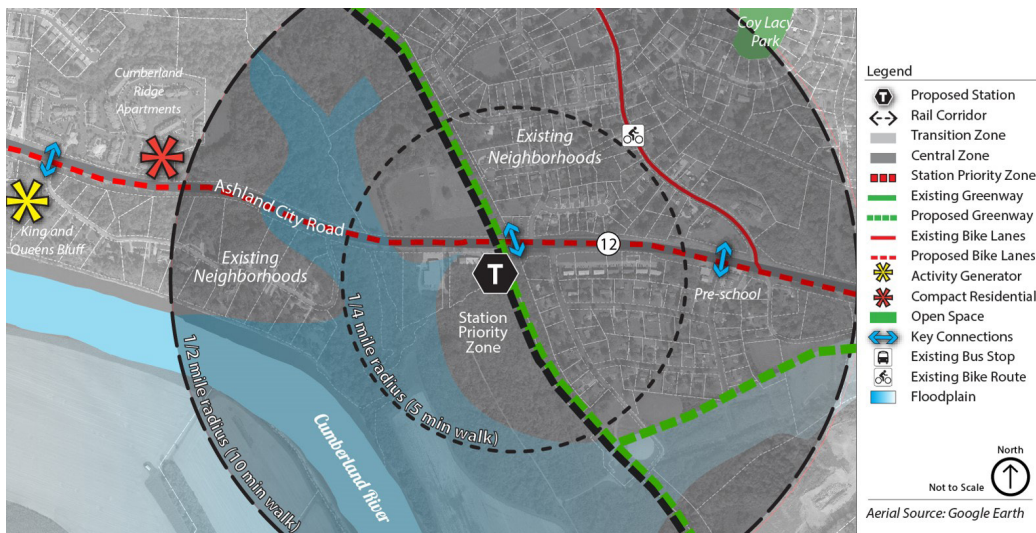 Coy Lacy
Park
Cumberland
Ridge
Apartments
Existing
Neighborhoods
Ashland City Road
12
King and
Queens Bluff
Existing
Neighborhoods
T
Pre-school
Station
Priority
Zone
1/4 mile radius (5 min walk)
1/2 mile radius (10 min walk)
Cumberland River
Legend
T Proposed Station
Rail Corridor
Transition Zone
Central Zone
Station Priority Zone
Existing Greenway
Proposed Greenway
Existing Bike Lanes
Proposed Bike Lanes
Activity Generator
Compact Residential
Open Space
Key Connections
Existing Bus Stop
Existing Bike Route
Floodplain
North
Not to Scale
Aerial Source: Google Earth